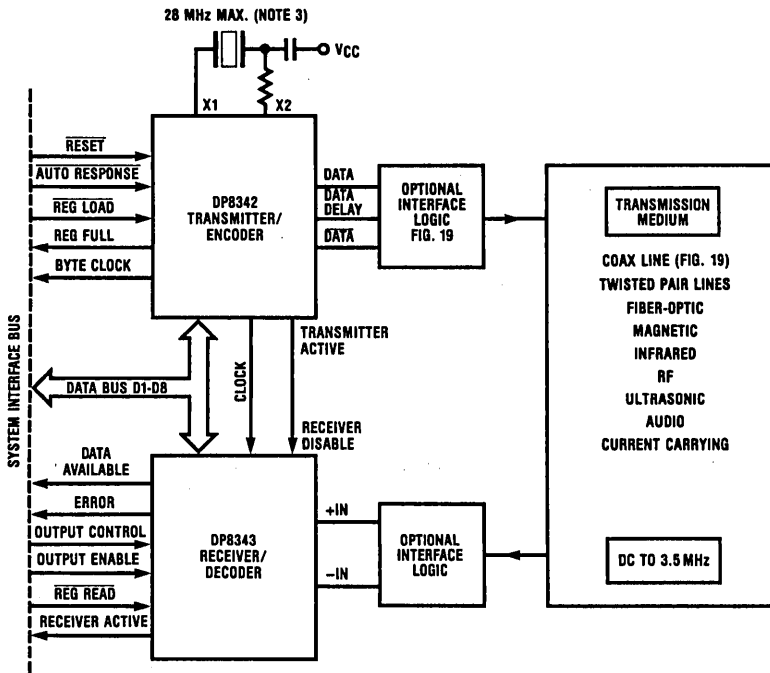 28 MHz MAX. (NOTE 3)
VCC
X1
X2
RESET
AUTO RESPONSE
REG LOAD
REG FULL
BYTE CLOCK
DP8342
TRANSMITTER/
ENCODER
DATA
DATA
DELAY
DATA
OPTIONAL
INTERFACE
LOGIC
FIG. 19
TRANSMISSION
MEDIUM
COAX LINE (FIG. 19)
TWISTED PAIR LINES
FIBER-OPTIC
MAGNETIC
INFRARED
RF
ULTRASONIC
AUDIO
CURRENT CARRYING
DC TO 3.5 MHz
SYSTEM INTERFACE BUS
DATA BUS D1-D8
CLOCK
TRANSMITTER
ACTIVE
RECEIVER
DISABLE
DATA
AVAILABLE
ERROR
OUTPUT CONTROL
OUTPUT ENABLE
REG READ
RECEIVER ACTIVE
DP8343
RECEIVER/
DECODER
+IN
−IN
OPTIONAL
INTERFACE
LOGIC